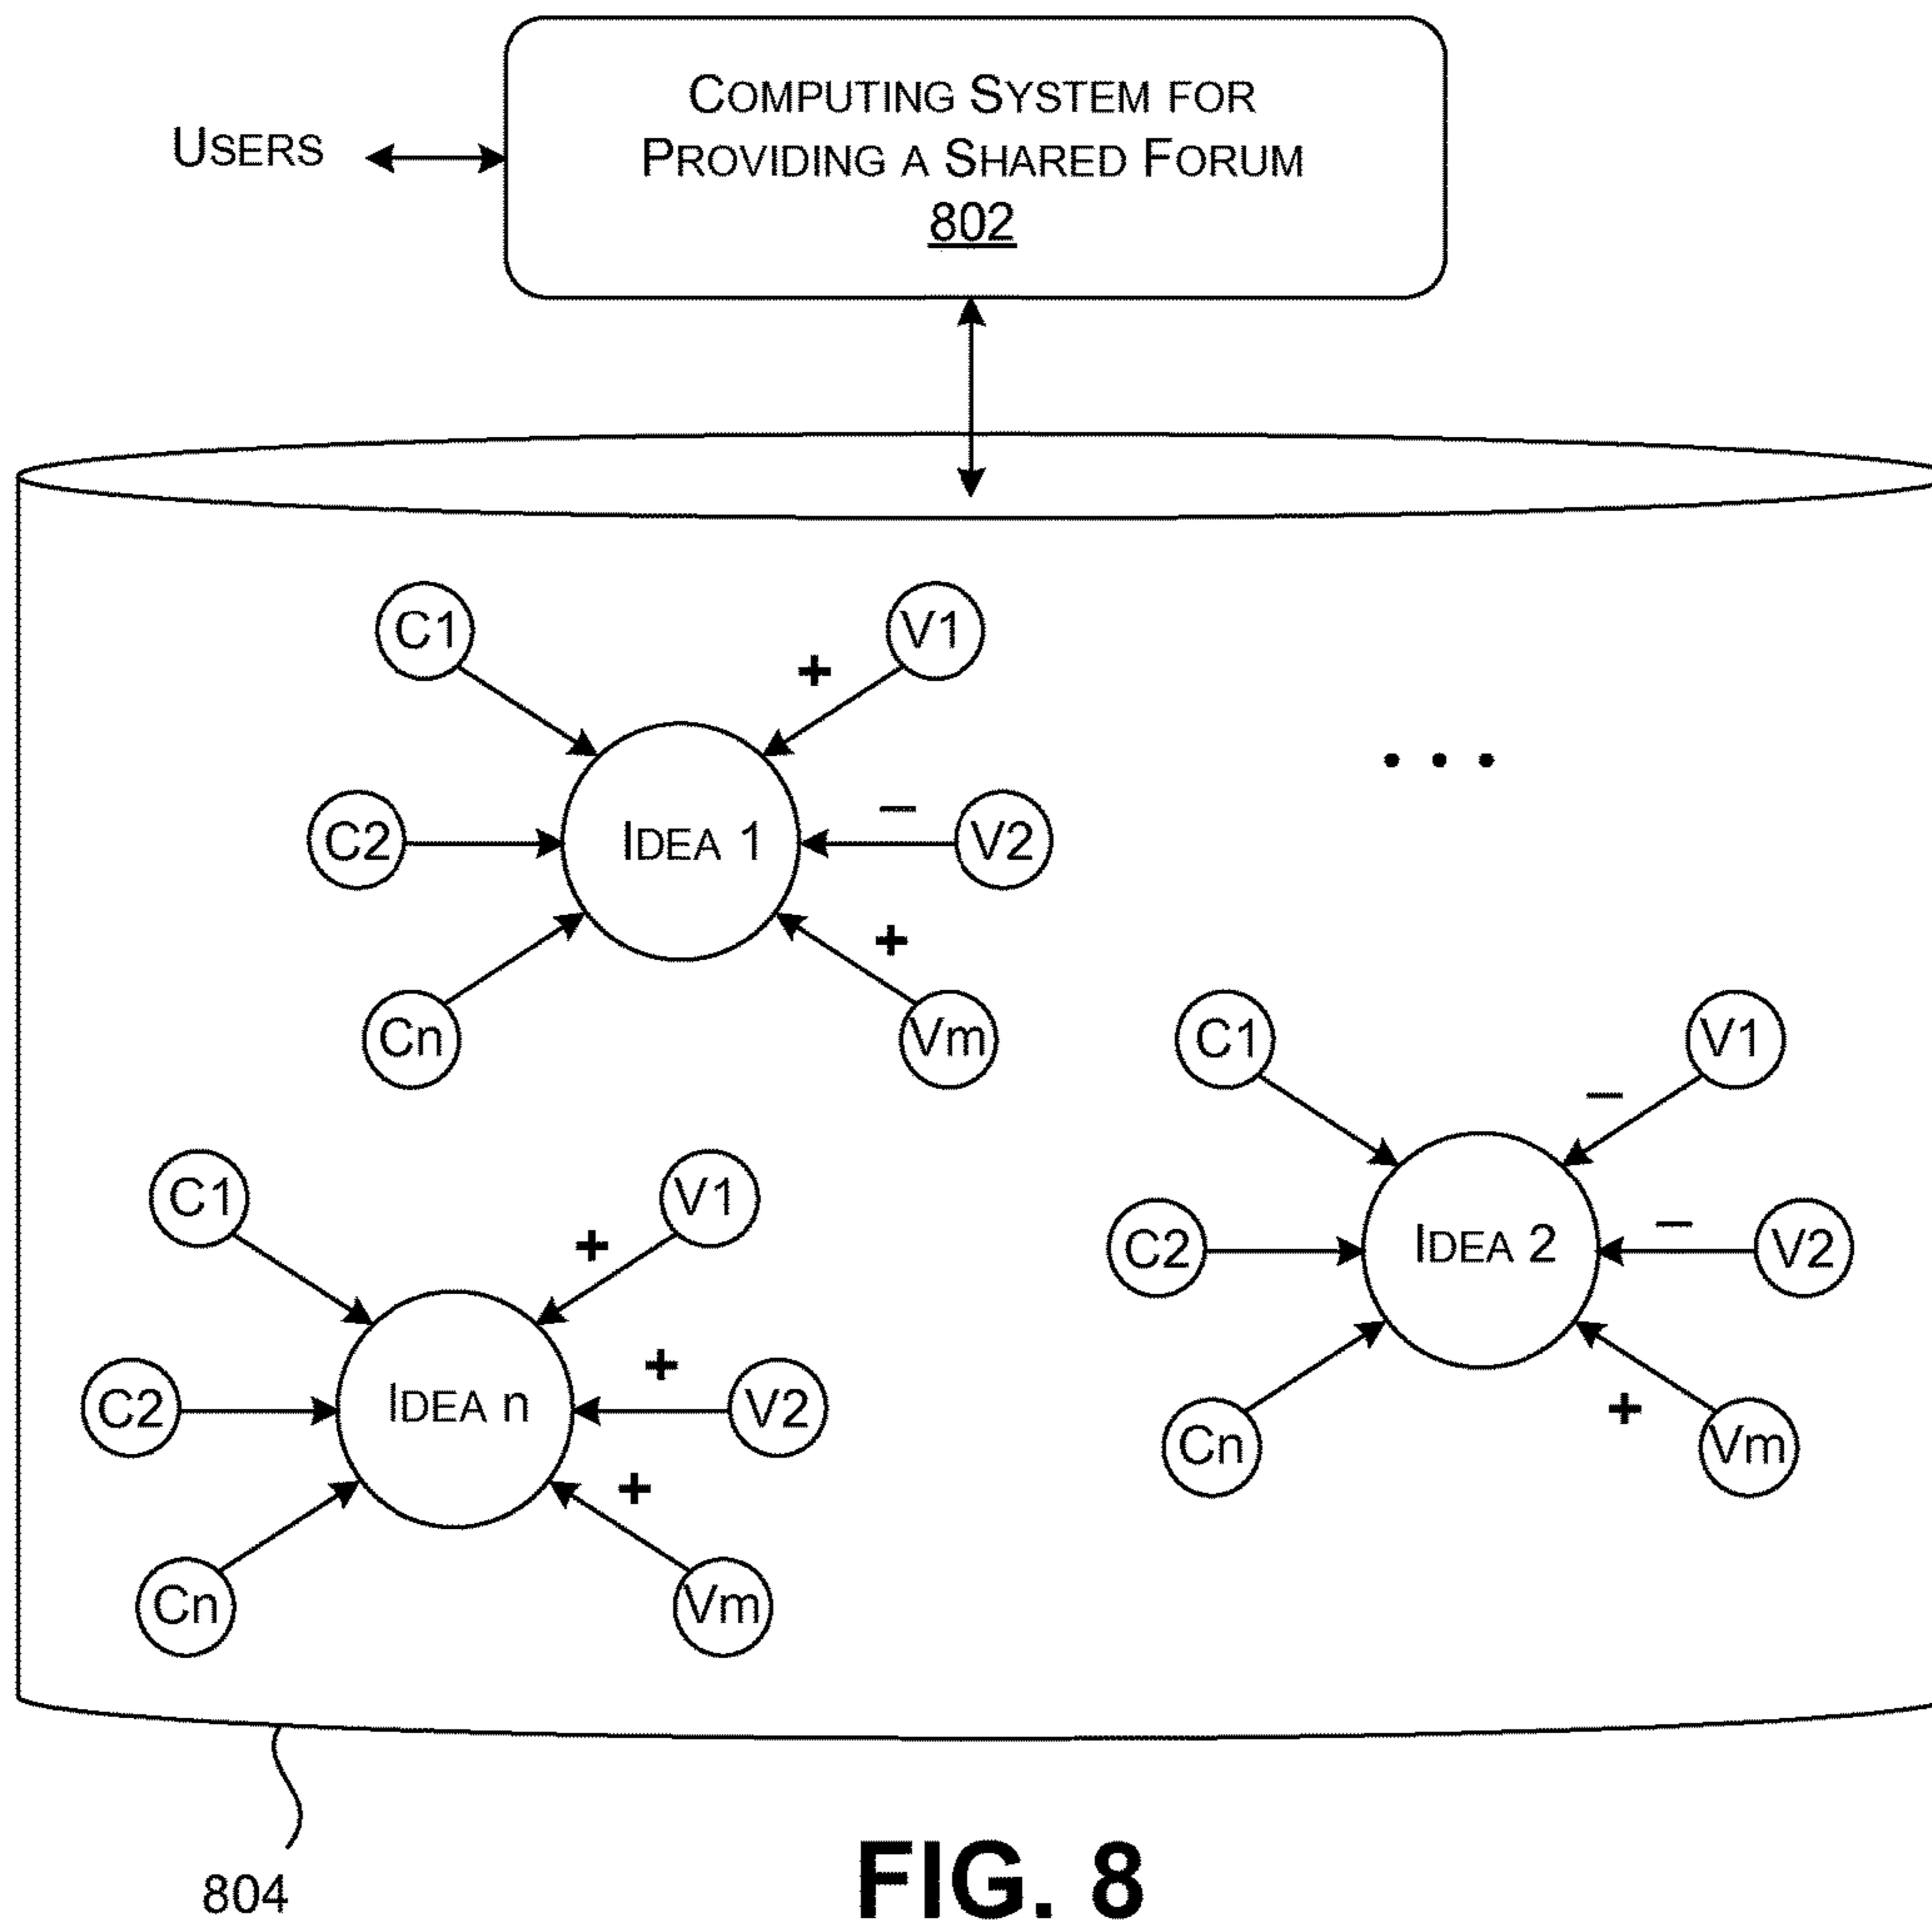 COMPUTING SYSTEM FOR
USERS
PROVIDING A SHARED FORUM
802
C1
V1
+
C2
IDEA 1
–
V2
+
Cn
Vm
. . .
C1
V1
–
C2
IDEA 2
–
V2
+
Cn
Vm
C1
V1
+
C2
IDEA n
+
V2
+
Cn
Vm
804
FIG. 8